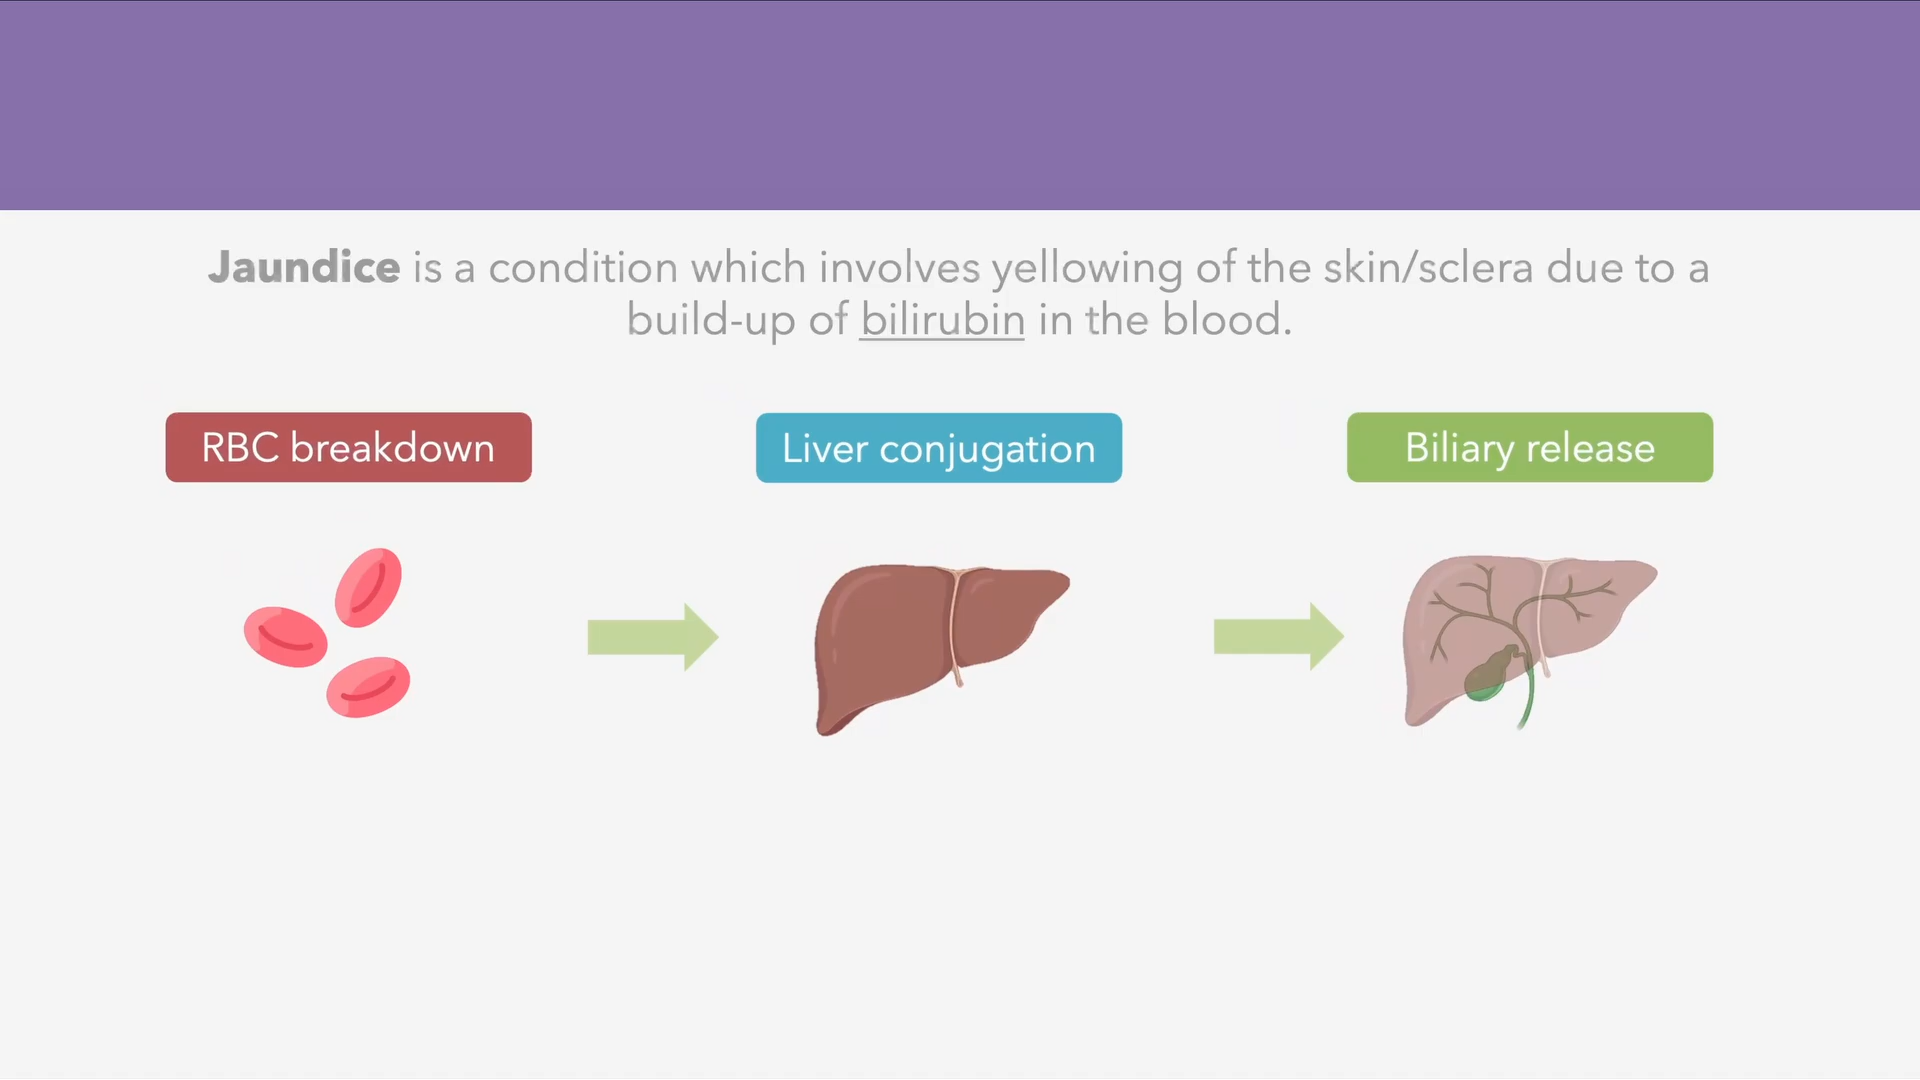 Jaundice is a condition which involves yellowing of the skin/sclera due to a
build-up of bilirubin in the blood.
RBC breakdown
Liver conjugation
Biliary release